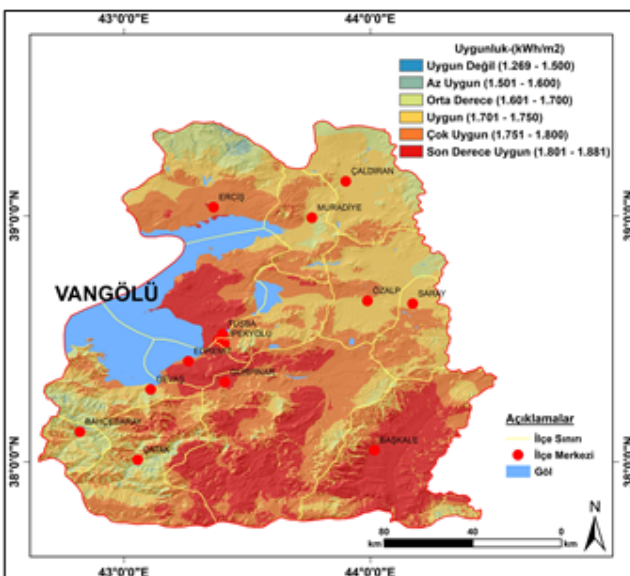 43°0'0"E 44°0'0"E
Uygunluk-(kWh/m2)
Uygun Değil (1.269 - 1.500)
Az Uygun (1.501 - 1.600)
Orta Derece (1.601 - 1.700)
Uygun (1.701 - 1.750)
Çok Uygun (1.751 - 1.800)
Son Derece Uygun (1.801 - 1.881)
ÇALDIRAN
ERCİŞ
MURADİYE
39°0'0"N 39°0'0"N
VANGÖLÜ
ÖZALP
SARAY
TUŞBA
İPEKYOLU
EDREMİT
GÜRPINAR
GEVAŞ
BAHÇESARAY
ÇATAK
BAŞKALE
38°0'0"N 38°0'0"N
Açıklamalar
İlçe Sınırı
İlçe Merkezi
Göl
N
80 40 0
km km
43°0'0"E 44°0'0"E